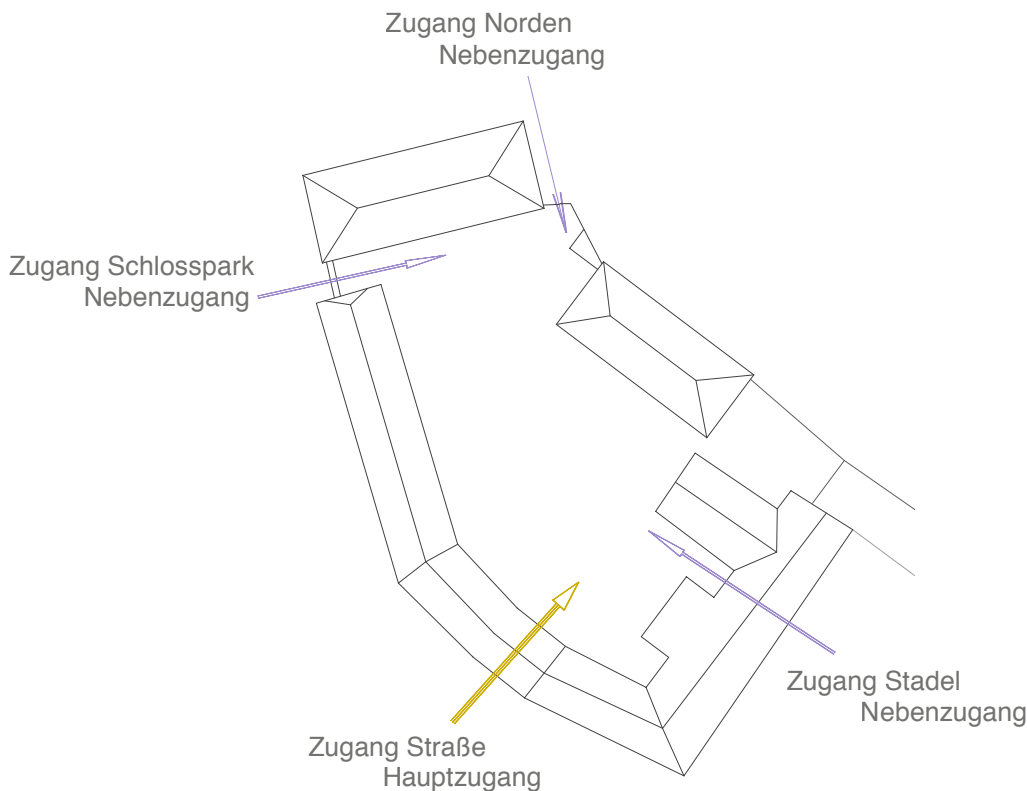 Zugang Norden
Nebenzugang
Zugang Schlosspark
Nebenzugang
Zugang Stadel
Nebenzugang
Zugang Straße
Hauptzugang